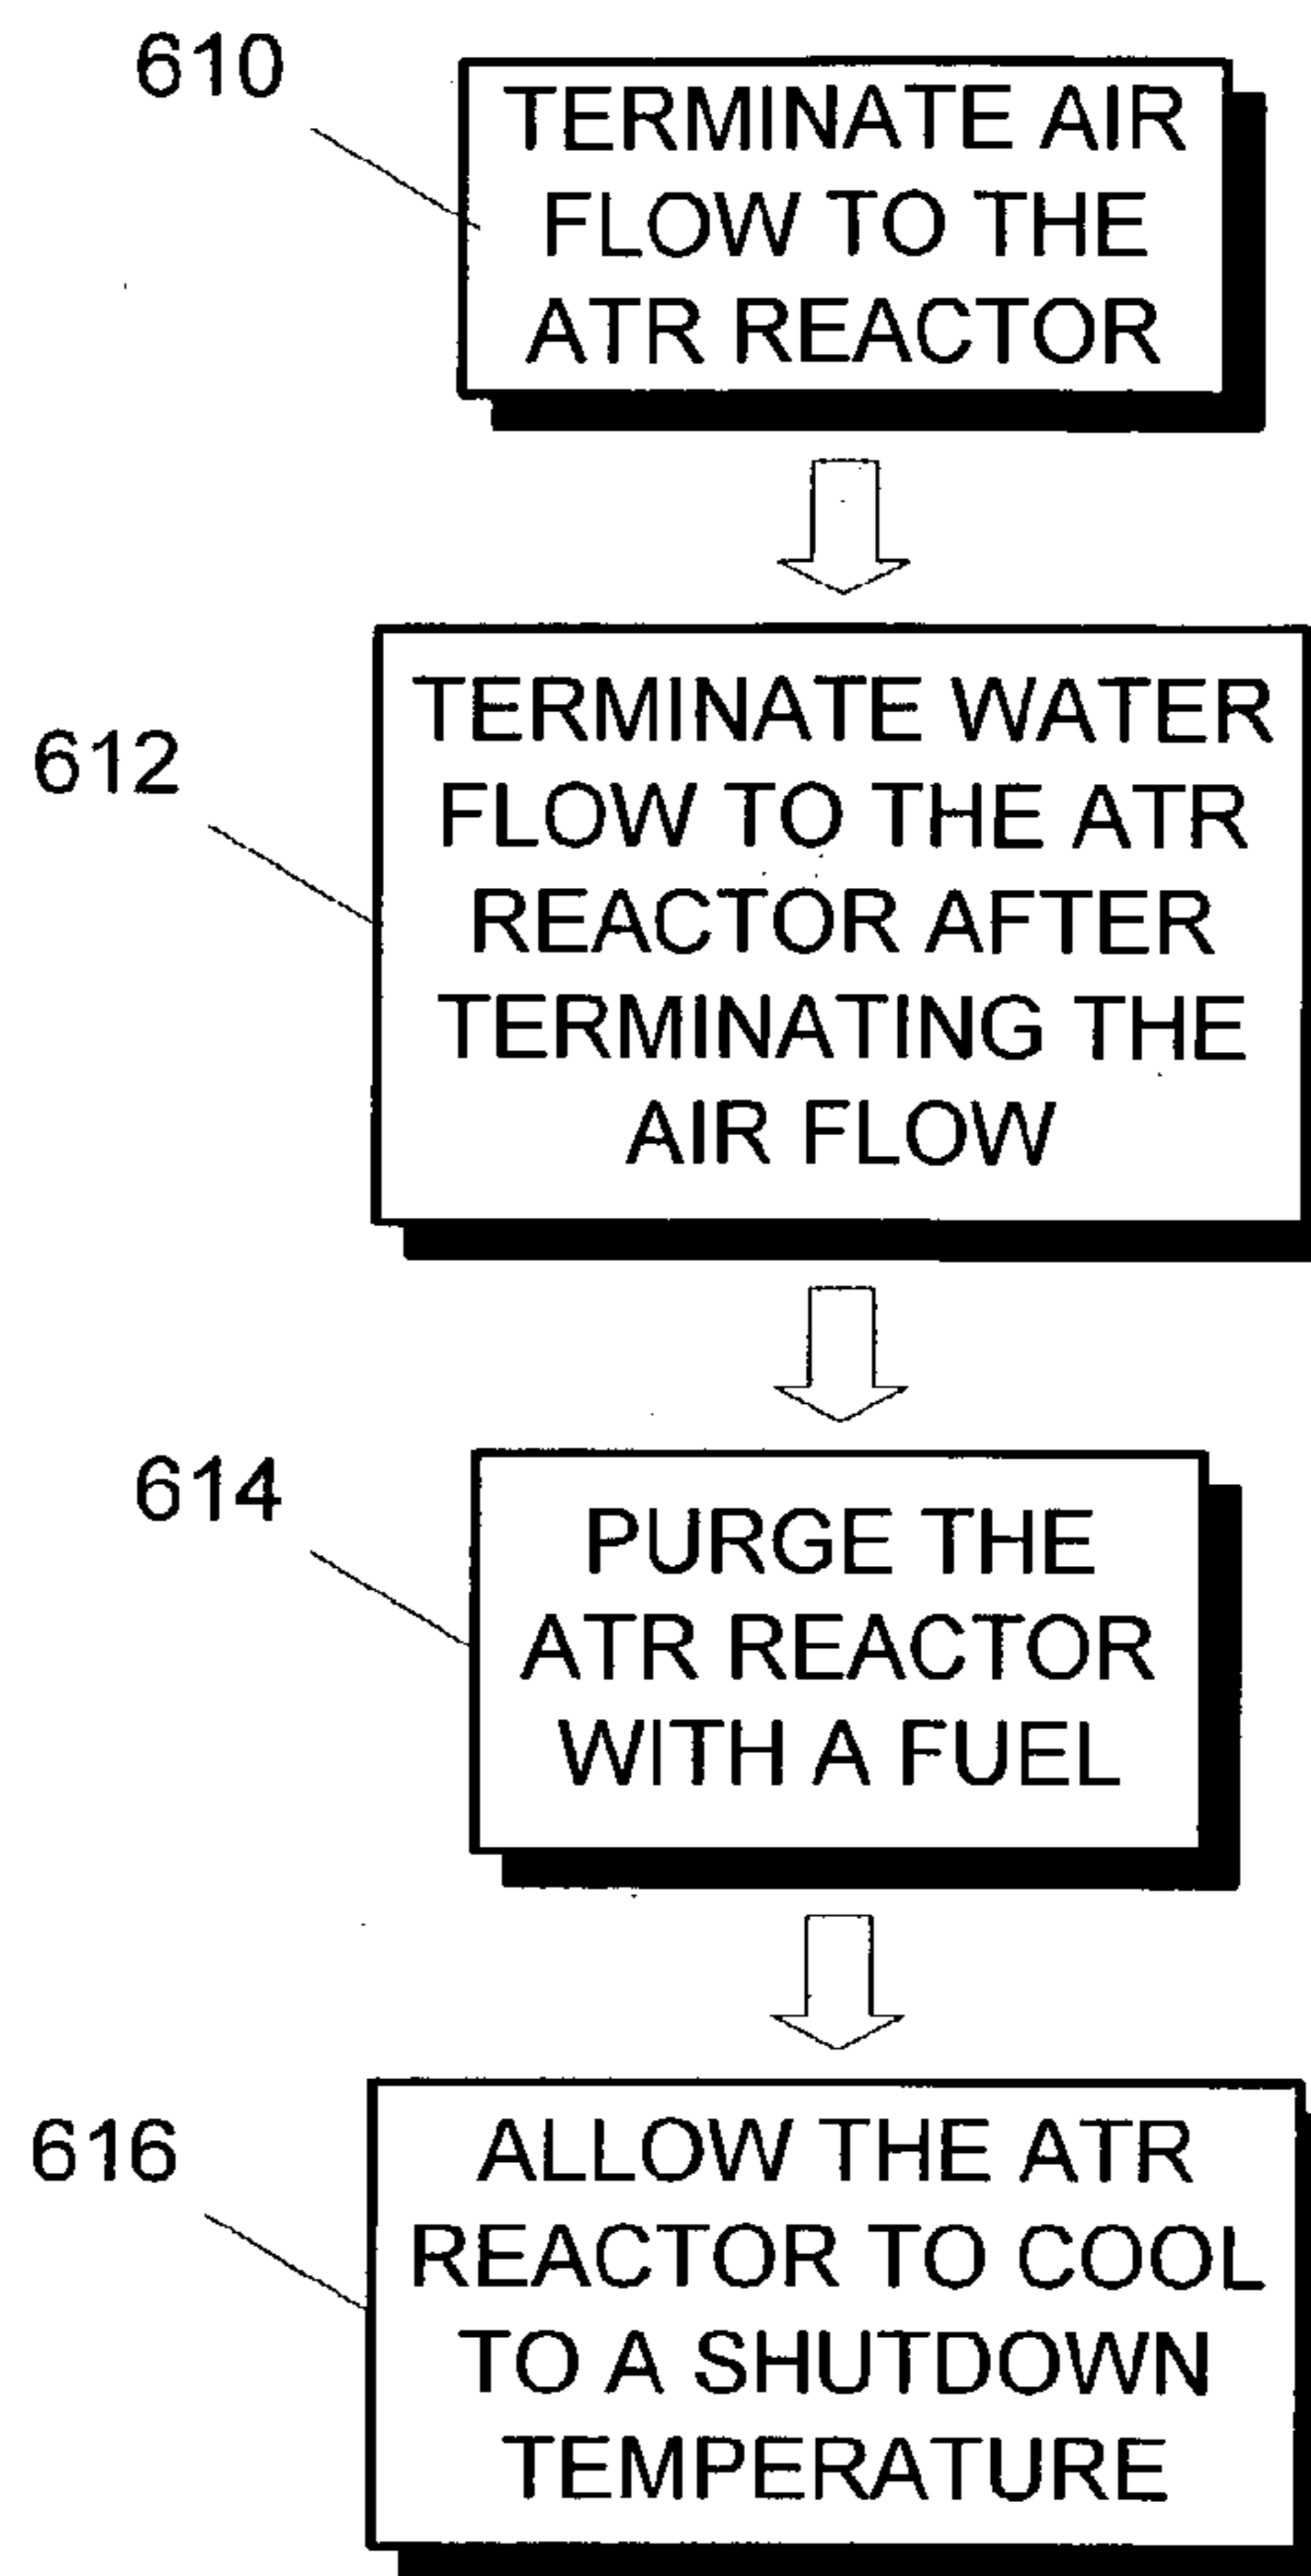 610
TERMINATE AIR
FLOW TO THE
ATR REACTOR
612
TERMINATE WATER
FLOW TO THE ATR
REACTOR AFTER
TERMINATING THE
AIR FLOW
614
PURGE THE
ATR REACTOR
WITH A FUEL
616
ALLOW THE ATR
REACTOR TO COOL
TO A SHUTDOWN
TEMPERATURE